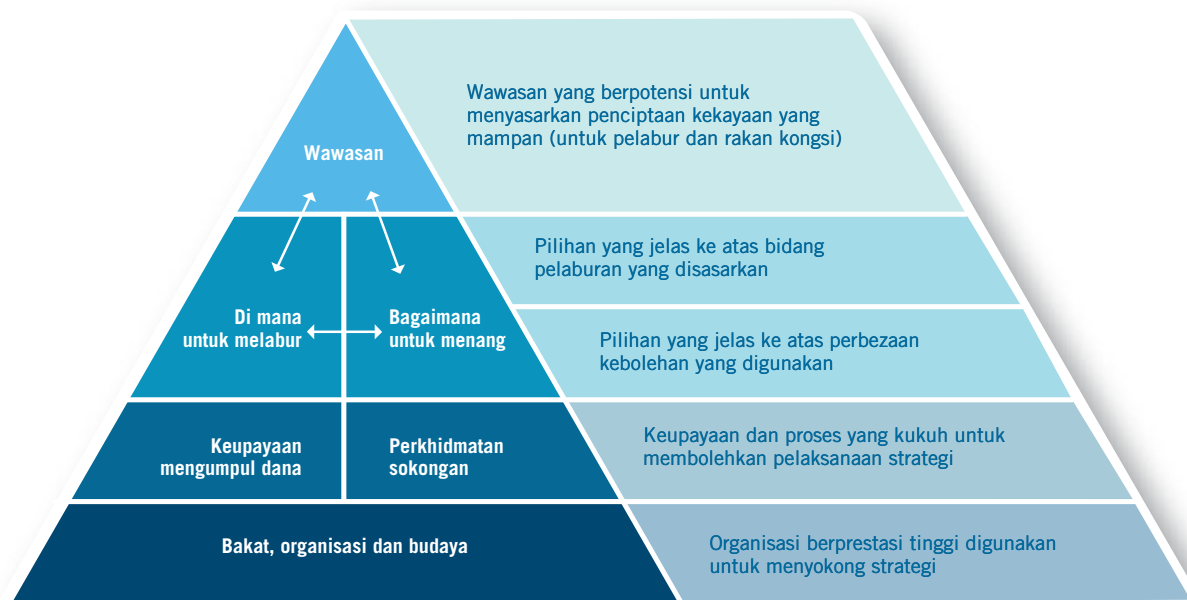 Wawasan
Wawasan yang berpotensi untuk
menyasarkan penciptaan kekayaan yang
mampan (untuk pelabur dan rakan kongsi)
Di mana
untuk melabur
Bagaimana
untuk menang
Pilihan yang jelas ke atas bidang
pelaburan yang disasarkan
Pilihan yang jelas ke atas perbezaan
kebolehan yang digunakan
Keupayaan
mengumpul dana
Perkhidmatan
sokongan
Keupayaan dan proses yang kukuh untuk
membolehkan pelaksanaan strategi
Bakat, organisasi dan budaya
Organisasi berprestasi tinggi digunakan
untuk menyokong strategi